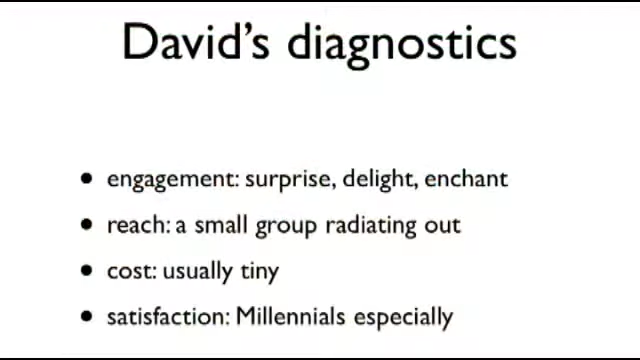 David's diagnostics
• engagement: surprise, delight, enchant
• reach: a small group radiating out
• cost: usually tiny
• satisfaction: Millennials especially